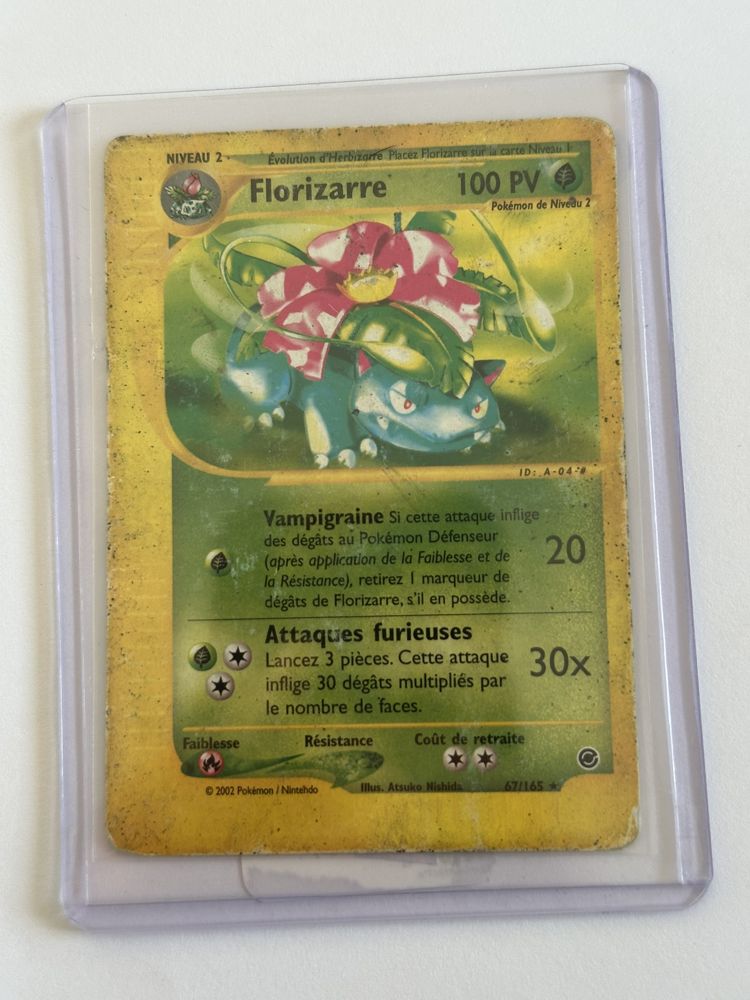 NIVEAU 2
Évolution d'Herbizarre Placez Florizarre sur la carte Niveau 1
Florizarre 100 PV
Pokémon de Niveau 2
ID: A-04-#
Vampigraine Si cette attaque inflige
des dégâts au Pokémon Défenseur
(après application de la Faiblesse et de
la Résistance), retirez 1 marqueur de
dégâts de Florizarre, s'il en possède.
20
Attaques furieuses
Lancez 3 pièces. Cette attaque
inflige 30 dégâts multipliés par
le nombre de faces.
30x
Faiblesse Résistance Coût de retraite
© 2002 Pokémon / Nintendo Illus. Atsuko Nishida 67/165 ★